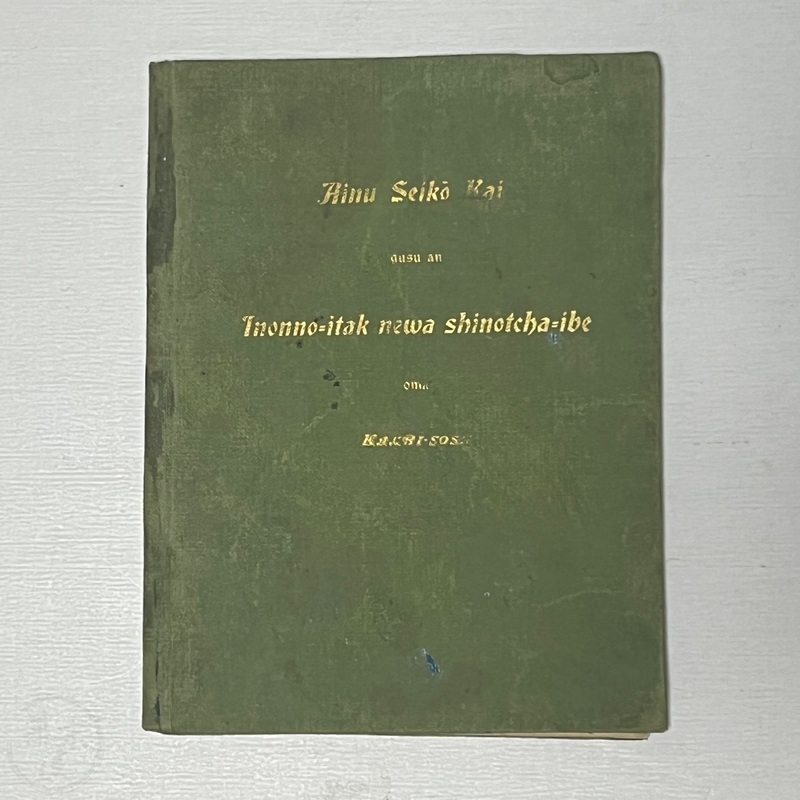 Ainu Seikō Kai
gusu an
Inonno=itak newa shinotcha=ibe
oma